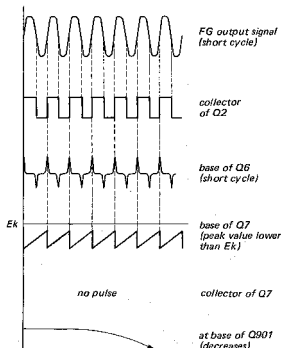 FG output signal
(short cycle)
collector
of Q2
base of Q6
(short cycle)
Ek
base of Q7
(peak value lower
than Ek)
no pulse
collector of Q7
at base of Q901
(decreases)